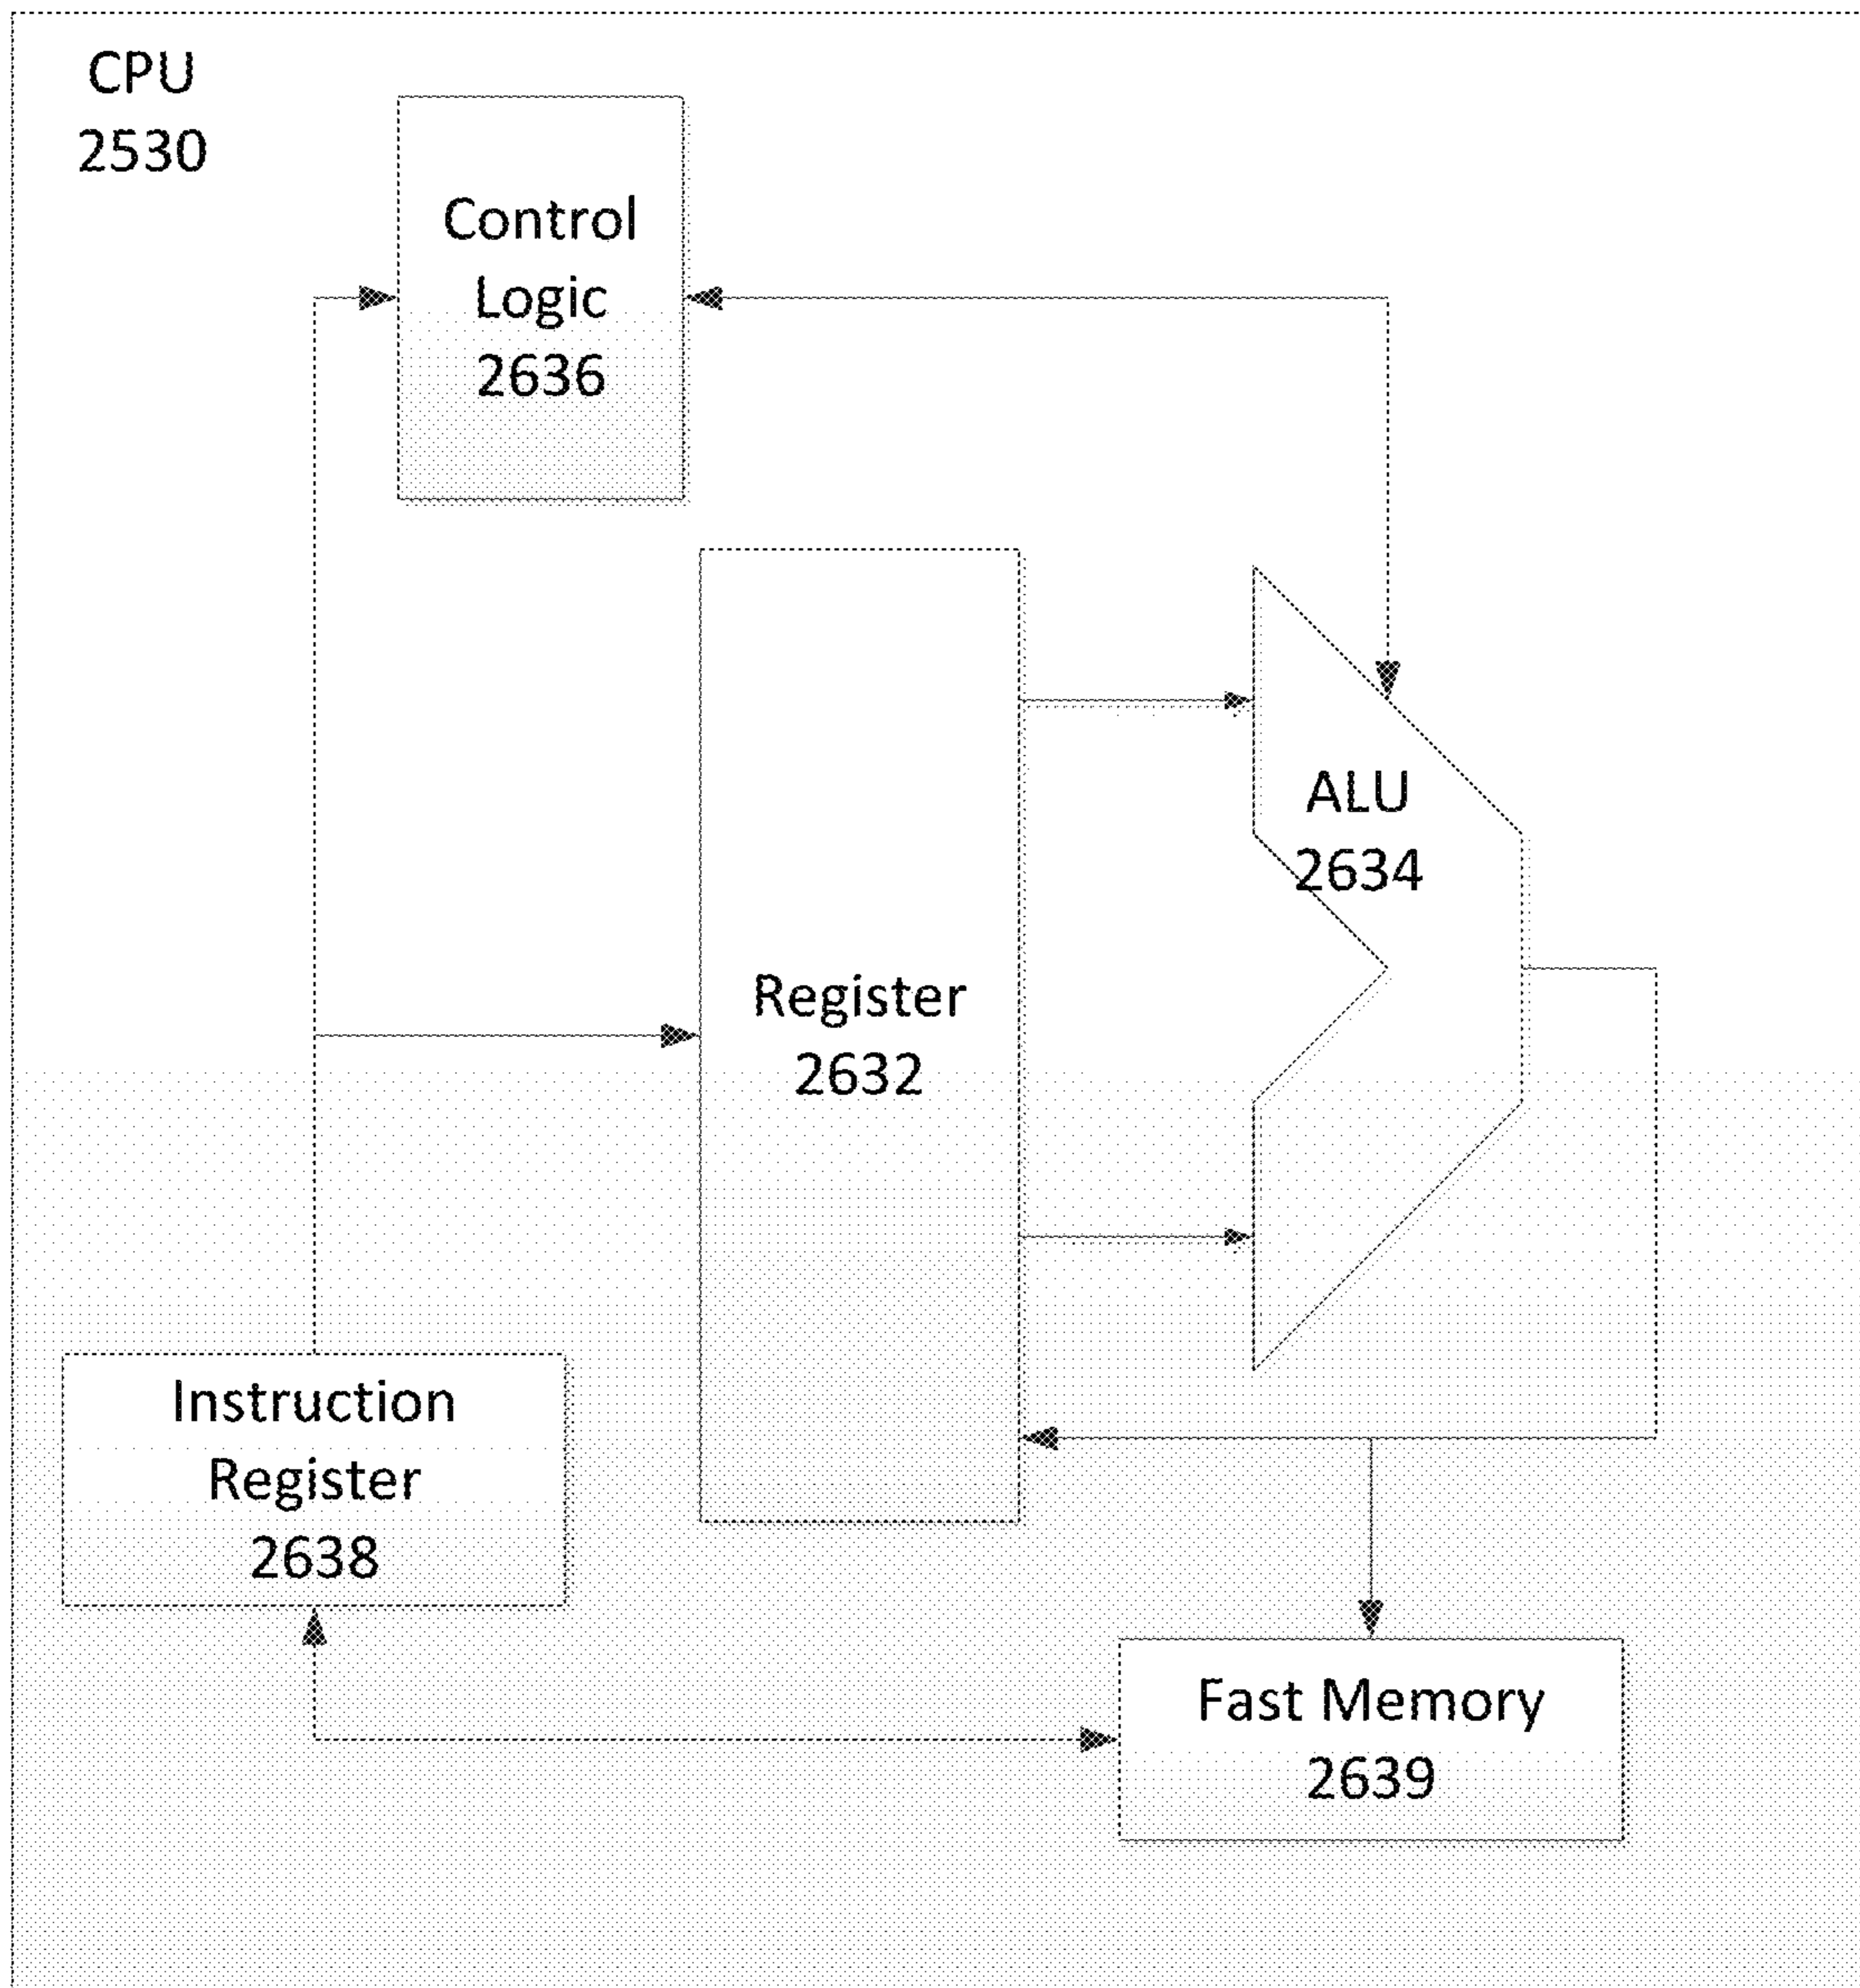 CPU
2530
Control
Logic
2636
ALU
2634
Register
2632
Instruction
Register
2638
Fast Memory
2639